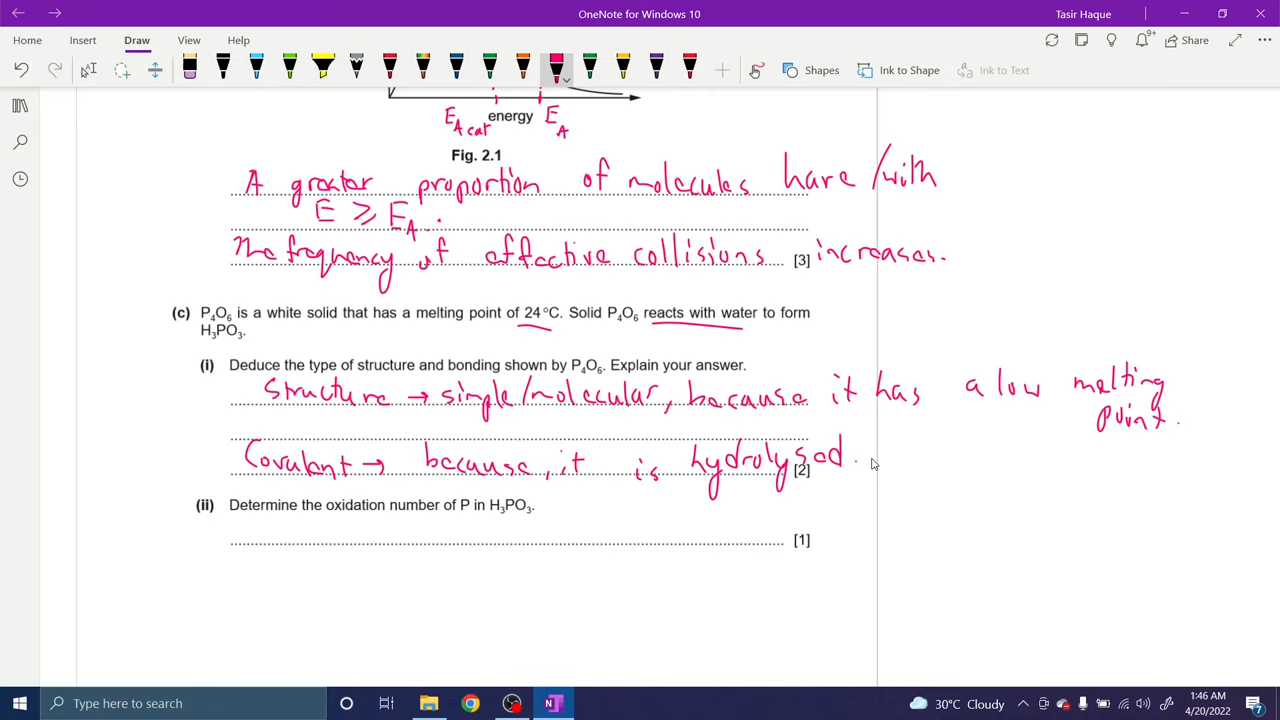 OneNote for Windows 10
Tasir Haque
Home Insert Draw View Help
9+
Share
Shapes
Ink to Shape
Ink to Text
E A cat energy E A
Fig. 2.1
A greater proportion of molecules have / with
E ⩾ E A.
The frequency of effective collisions [3] increases.
(c) P₄O₆ is a white solid that has a melting point of 24 °C. Solid P₄O₆ reacts with water to form
H₃PO₃.
(i) Deduce the type of structure and bonding shown by P₄O₆. Explain your answer.
Structure → simple/molecular, because it has a low melting
point.
Covalent → because, it is hydrolysed. [2]
(ii) Determine the oxidation number of P in H₃PO₃.
[1]
Type here to search
30°C Cloudy
1:46 AM
4/20/2022
7